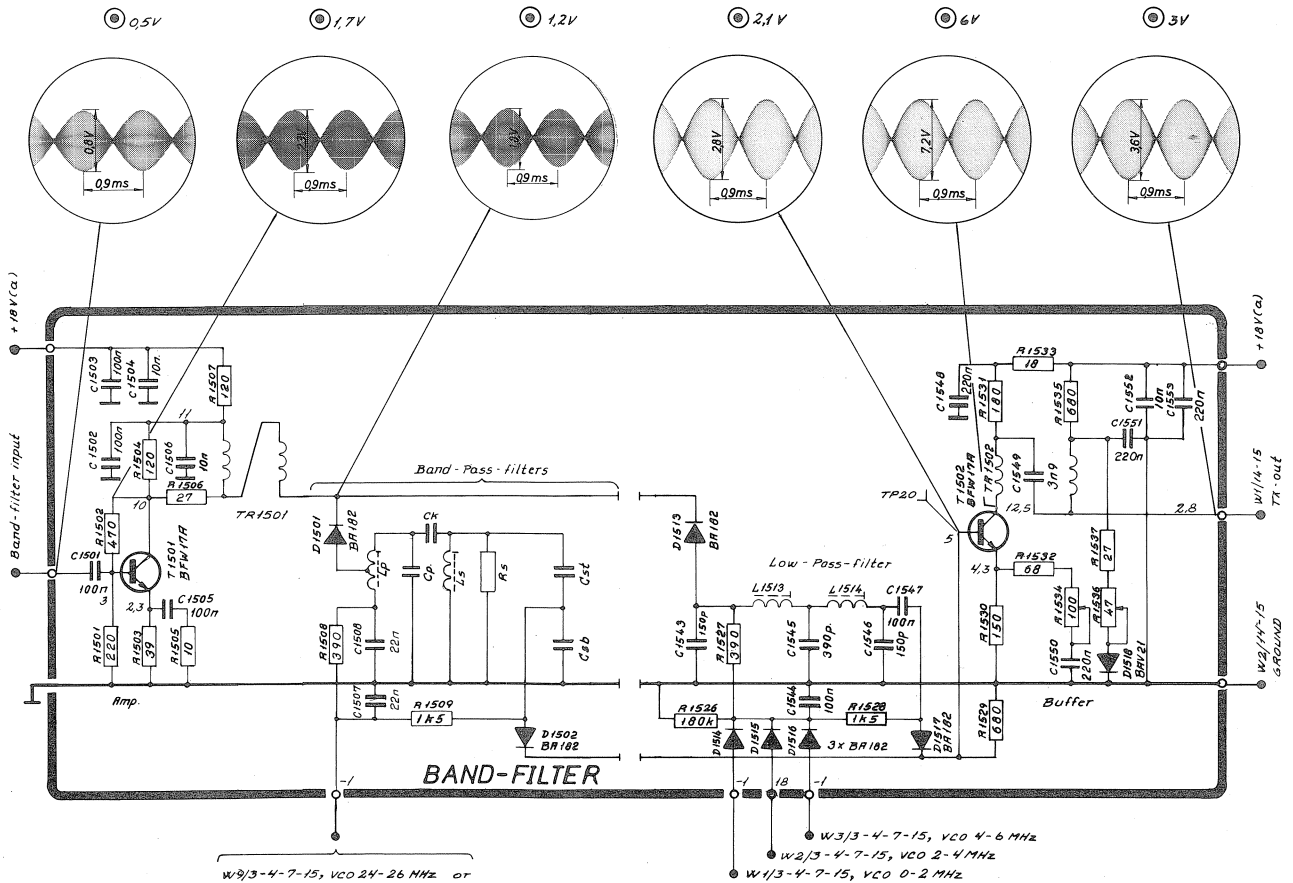 0,5V
1,7V
1,2V
2,1V
6V
3V
0,8V
0,9ms
2,3V
0,9ms
0,9ms
2,8V
0,9ms
7,2V
0,9ms
3,6V
0,9ms
+18V(a)
Band-filter input
C1503
100n
C1504
10n
R1507
120
11
C1502
100n
R1504
120
C1506
10n
R1506
27
10
TR1501
R1502
470
C1501
100n
3
T1501
BFW17A
2,3
C1505
100n
R1501
220
R1503
39
R1505
10
Amp.
Band-Pass-filters
D1501
BA182
Lp
Ck
Cp
Ls
Rs
Cst
Csb
R1508
390
C1508
22n
C1507
22n
R1509
1k5
D1502
BA182
-1
BAND-FILTER
D1513
BA182
Low-Pass-filter
L1513
L1514
C1547
100n
C1543
150p
R1527
390
C1545
390p
C1546
150p
C1544
100n
R1526
180k
R1528
1k5
D1514
D1515
D1516
3x BA182
D1517
BA182
-1
18
-1
TP20
5
T1502
BFW17A
TR1502
12,5
4,3
C1548
220n
R1531
180
R1533
18
R1535
680
C1549
3n9
C1552
10n
C1553
220n
C1551
220n
2,8
R1532
68
R1537
27
R1534
100
R1536
47
R1530
150
C1550
220n
D1518
BAV21
Buffer
R1529
680
+18V(a)
W1/14-15
TX-out
W2/14-15
GROUND
W3/3-4-7-15, VCO 4-6 MHz
W2/3-4-7-15, VCO 2-4 MHz
W9/3-4-7-15, VCO 24-26 MHz or
W1/3-4-7-15, VCO 0-2 MHz